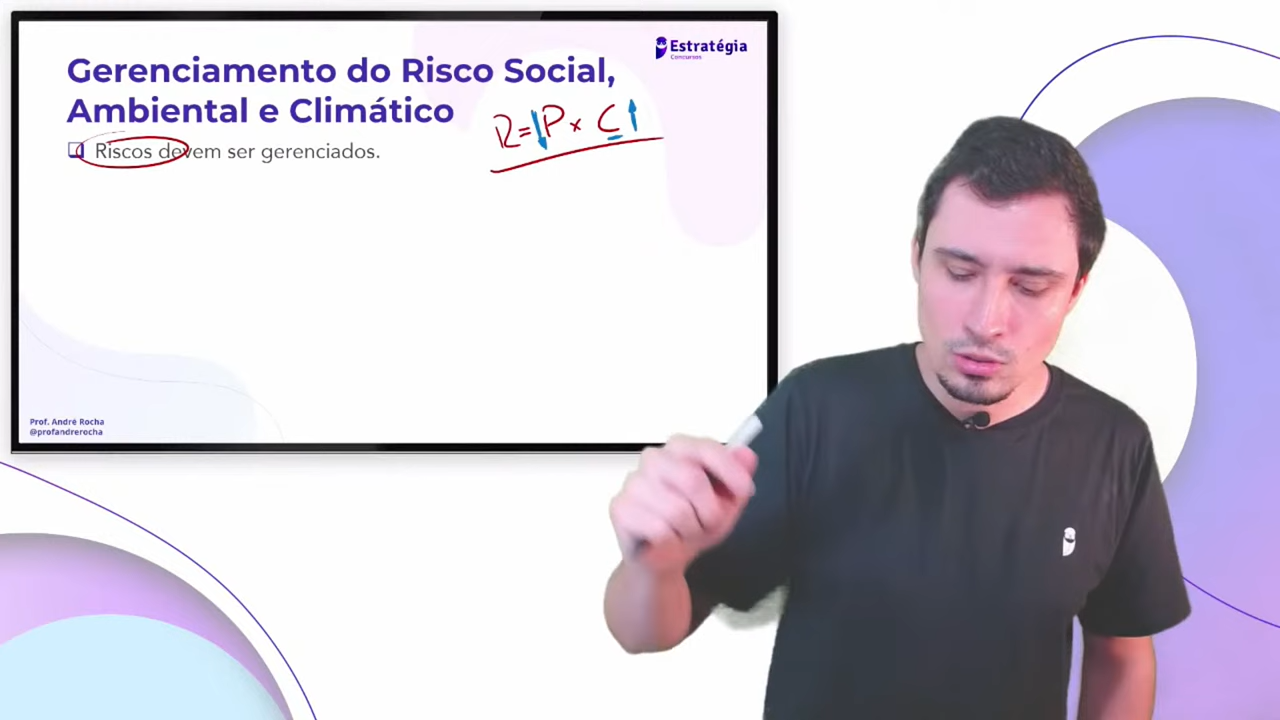 Estratégia
Concursos
Gerenciamento do Risco Social,
Ambiental e Climático
R = P x C
Riscos devem ser gerenciados.
Prof. André Rocha
@profandrerocha